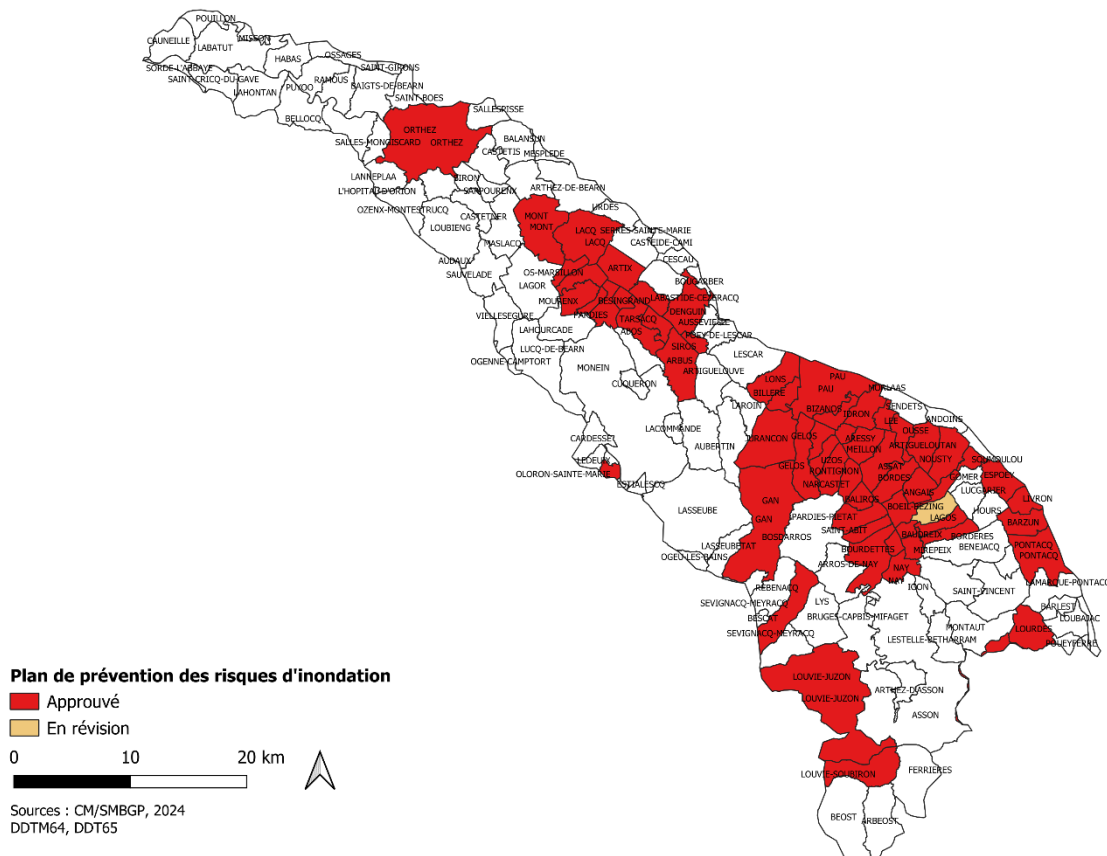 POUILLON
CAUNEILLE
LABATUT
MISSON
HABAS
OSSAGES
SORDE-L'ABBAYE
SAINT-GIRONS
SAINT-CRICQ-DU-GAVE
RAMOUS
PUYOO
BAIGTS-DE-BEARN
LAHONTAN
SAINT-BOES
BELLOCQ
SALLESPISSE
ORTHEZ
ORTHEZ
SALLES-MONGISCARD
BALANSUN
CASTETIS
MESPLEDE
LANNEPLAA
BIRON
L'HOPITAL-D'ORION
SARPOURENX
ARTHEZ-DE-BEARN
OZENX-MONTESTRUCQ
CASTETNER
MONT
MONT
URDES
LOUBIENG
LACQ
SERRES-SAINTE-MARIE
LACQ
CASTEIDE-CAMI
MASLACQ
AUDAUX
CESCAU
SAUVELADE
OS-MARSILLON
ARTIX
LAGOR
BOUGARBER
MOURENX
BESINGRAND
LABASTIDE-CEZERACQ
DENGUIN
VIELLESEGURE
PARDIES
TARSACQ
AUSSEVIELLE
LAHOURCADE
ABOS
POEY-DE-LESCAR
LUCQ-DE-BEARN
SIROS
LESCAR
OGENNE-CAMPTORT
MONEIN
ARBUS
ARTIGUELOUVE
CUQUERON
LONS
PAU
BILLERE
PAU
MORLAAS
LAROIN
BIZANOS
IDRON
SENDETS
LEE
ANDOINS
LACOMMANDE
OUSSE
CARDESSE
AUBERTIN
JURANCON
GELOS
ARESSY
ARTIGUELOUTAN
MEILLON
NOUSTY
LEDEUIX
UZOS
SOUMOULOU
OLORON-SAINTE-MARIE
GELOS
RONTIGNON
ASSAT
BORDES
GOMER
ESPOEY
ESTIALESCQ
NARCASTET
LUCGARIER
GAN
BALIROS
ANGAIS
LIVRON
LASSEUBE
BOEIL-BEZING
HOURS
GAN
PARDIES-PIETAT
LAGOS
BARZUN
SAINT-ABIT
BOSDARROS
BAUDREIX
BORDERES
PONTACQ
LASSEUBETAT
BOURDETTES
MIREPEIX
BENEJACQ
PONTACQ
OGEU-LES-BAINS
ARROS-DE-NAY
NAY
NAY
LAMARQUE-PONTACQ
REBENACQ
IGON
SAINT-VINCENT
SEVIGNACQ-MEYRACQ
LYS
BARLEST
BESCAT
BRUGES-CAPBIS-MIFAGET
LOUBAJAC
SEVIGNACQ-MEYRACQ
MONTAUT
LOURDES
LESTELLE-BETHARRAM
POUEYFERRE
LOUVIE-JUZON
ARTHEZ-D'ASSON
LOUVIE-JUZON
ASSON
LOUVIE-SOUBIRON
FERRIERES
BEOST
ARBEOST
Plan de prévention des risques d'inondation
Approuvé
En révision
0 10 20 km
Sources : CM/SMBGP, 2024
DDTM64, DDT65